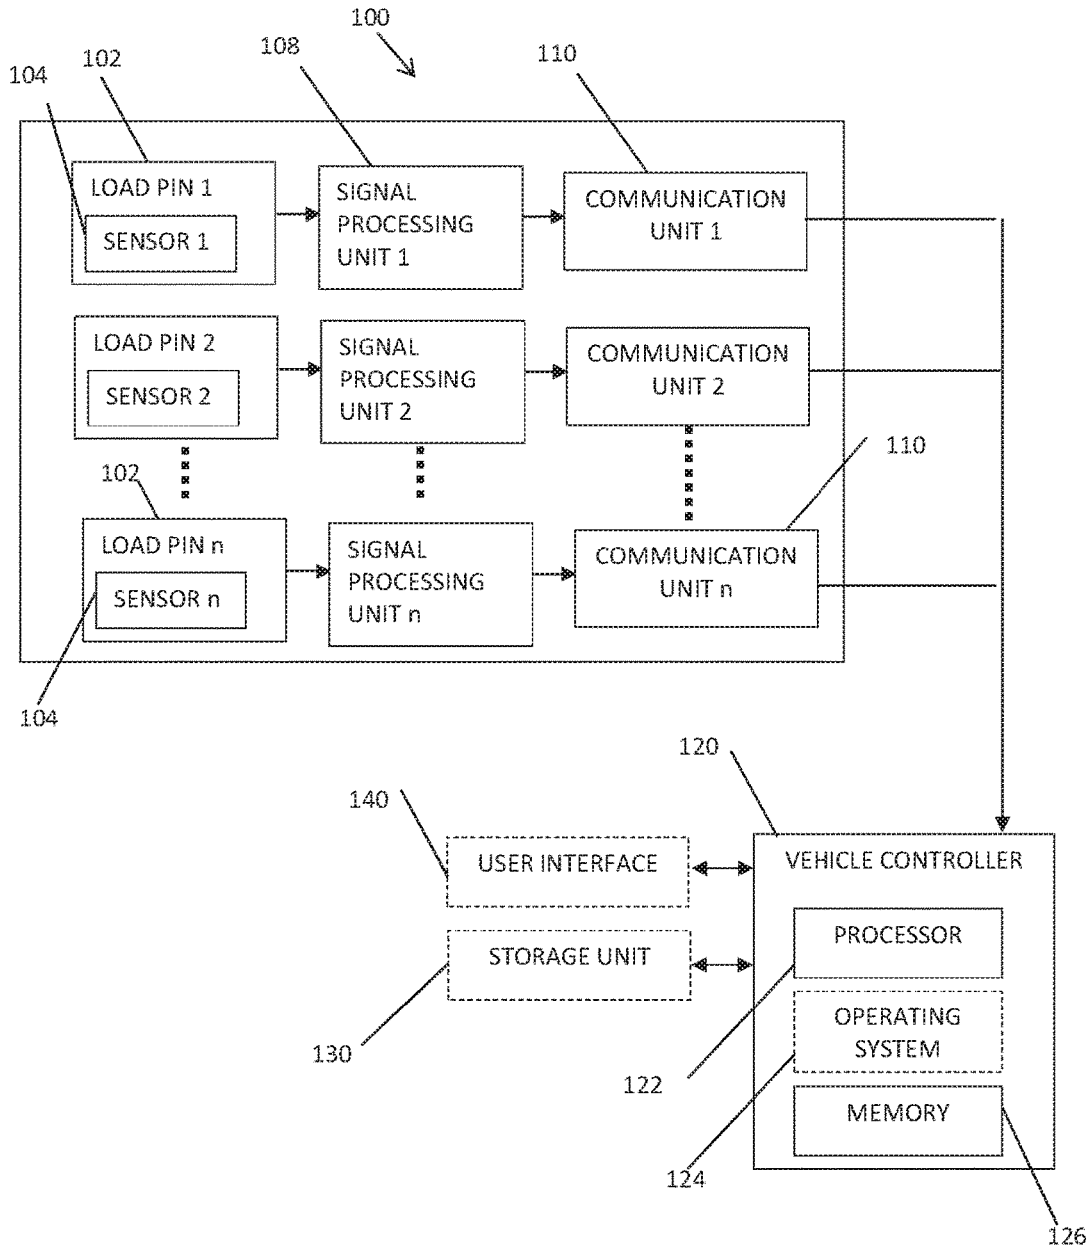 100
108
110
102
104
LOAD PIN 1
SENSOR 1
SIGNAL
PROCESSING
UNIT 1
COMMUNICATION
UNIT 1
LOAD PIN 2
SENSOR 2
SIGNAL
PROCESSING
UNIT 2
COMMUNICATION
UNIT 2
102
110
LOAD PIN n
SENSOR n
SIGNAL
PROCESSING
UNIT n
COMMUNICATION
UNIT n
104
120
140
USER INTERFACE
VEHICLE CONTROLLER
PROCESSOR
STORAGE UNIT
OPERATING
SYSTEM
130
122
MEMORY
124
126